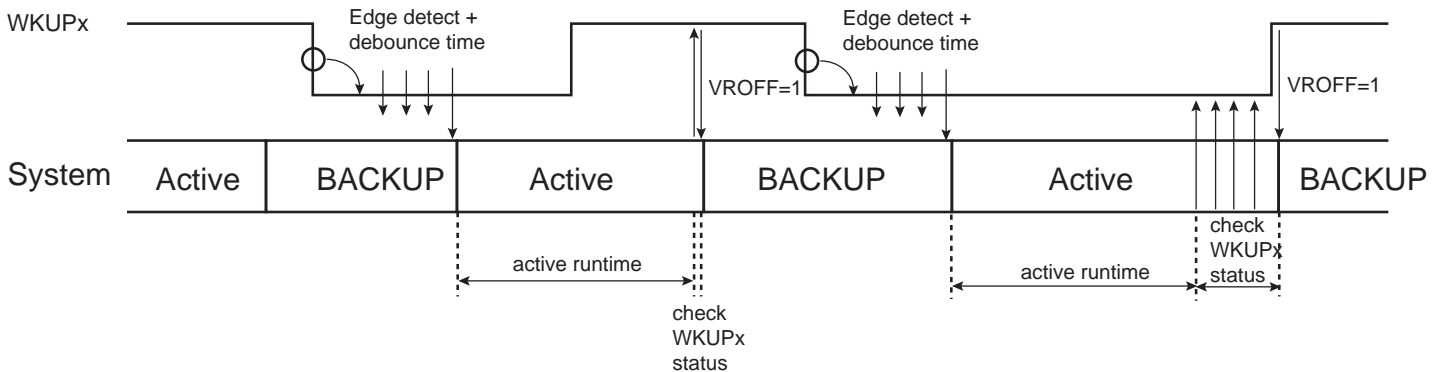 WKUPx
Edge detect +
debounce time
VROFF=1
Edge detect +
debounce time
VROFF=1
System
Active
BACKUP
Active
BACKUP
Active
BACKUP
active runtime
check
WKUPx
status
active runtime
check
WKUPx
status